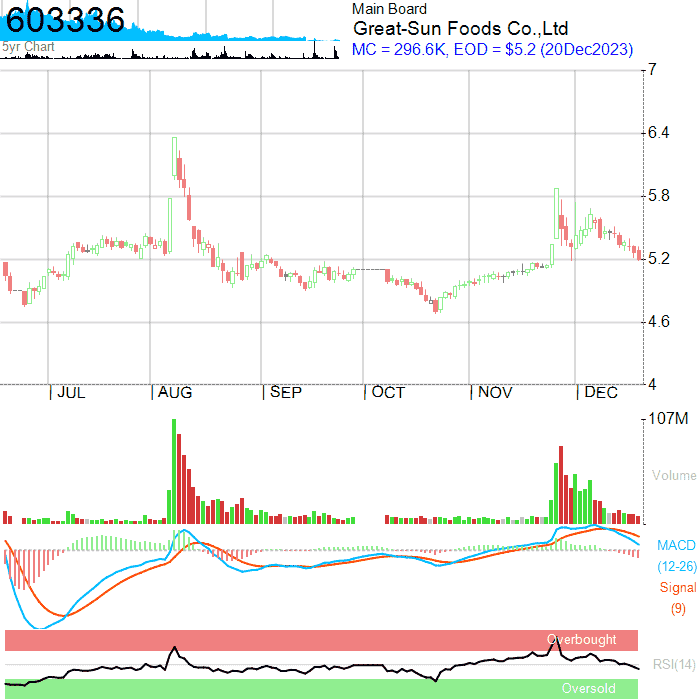 603336
5yr Chart
Main Board
Great-Sun Foods Co.,Ltd
MC = 296.6K, EOD = $5.2 (20Dec2023)
7
6.4
5.8
5.2
4.6
4
JUL
AUG
SEP
OCT
NOV
DEC
107M
Volume
MACD
(12-26)
Signal
(9)
Overbought
RSI(14)
Oversold